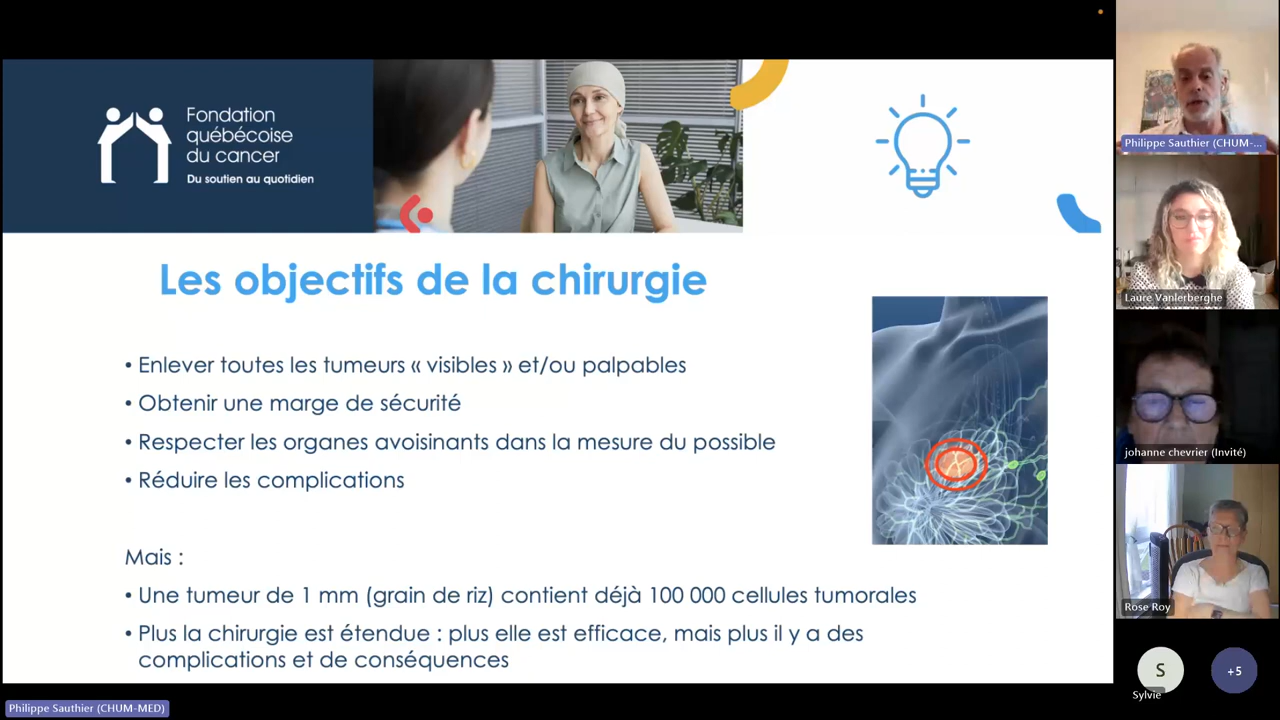 Fondation
québécoise
du cancer
Du soutien au quotidien
Les objectifs de la chirurgie
• Enlever toutes les tumeurs « visibles » et/ou palpables
• Obtenir une marge de sécurité
• Respecter les organes avoisinants dans la mesure du possible
• Réduire les complications
Mais :
• Une tumeur de 1 mm (grain de riz) contient déjà 100 000 cellules tumorales
• Plus la chirurgie est étendue : plus elle est efficace, mais plus il y a des
complications et de conséquences
Philippe Sauthier (CHUM-...
Laure Vanlerberghe
johanne chevrier (Invité)
Rose Roy
S
Sylvie
+5
Philippe Sauthier (CHUM-MED)